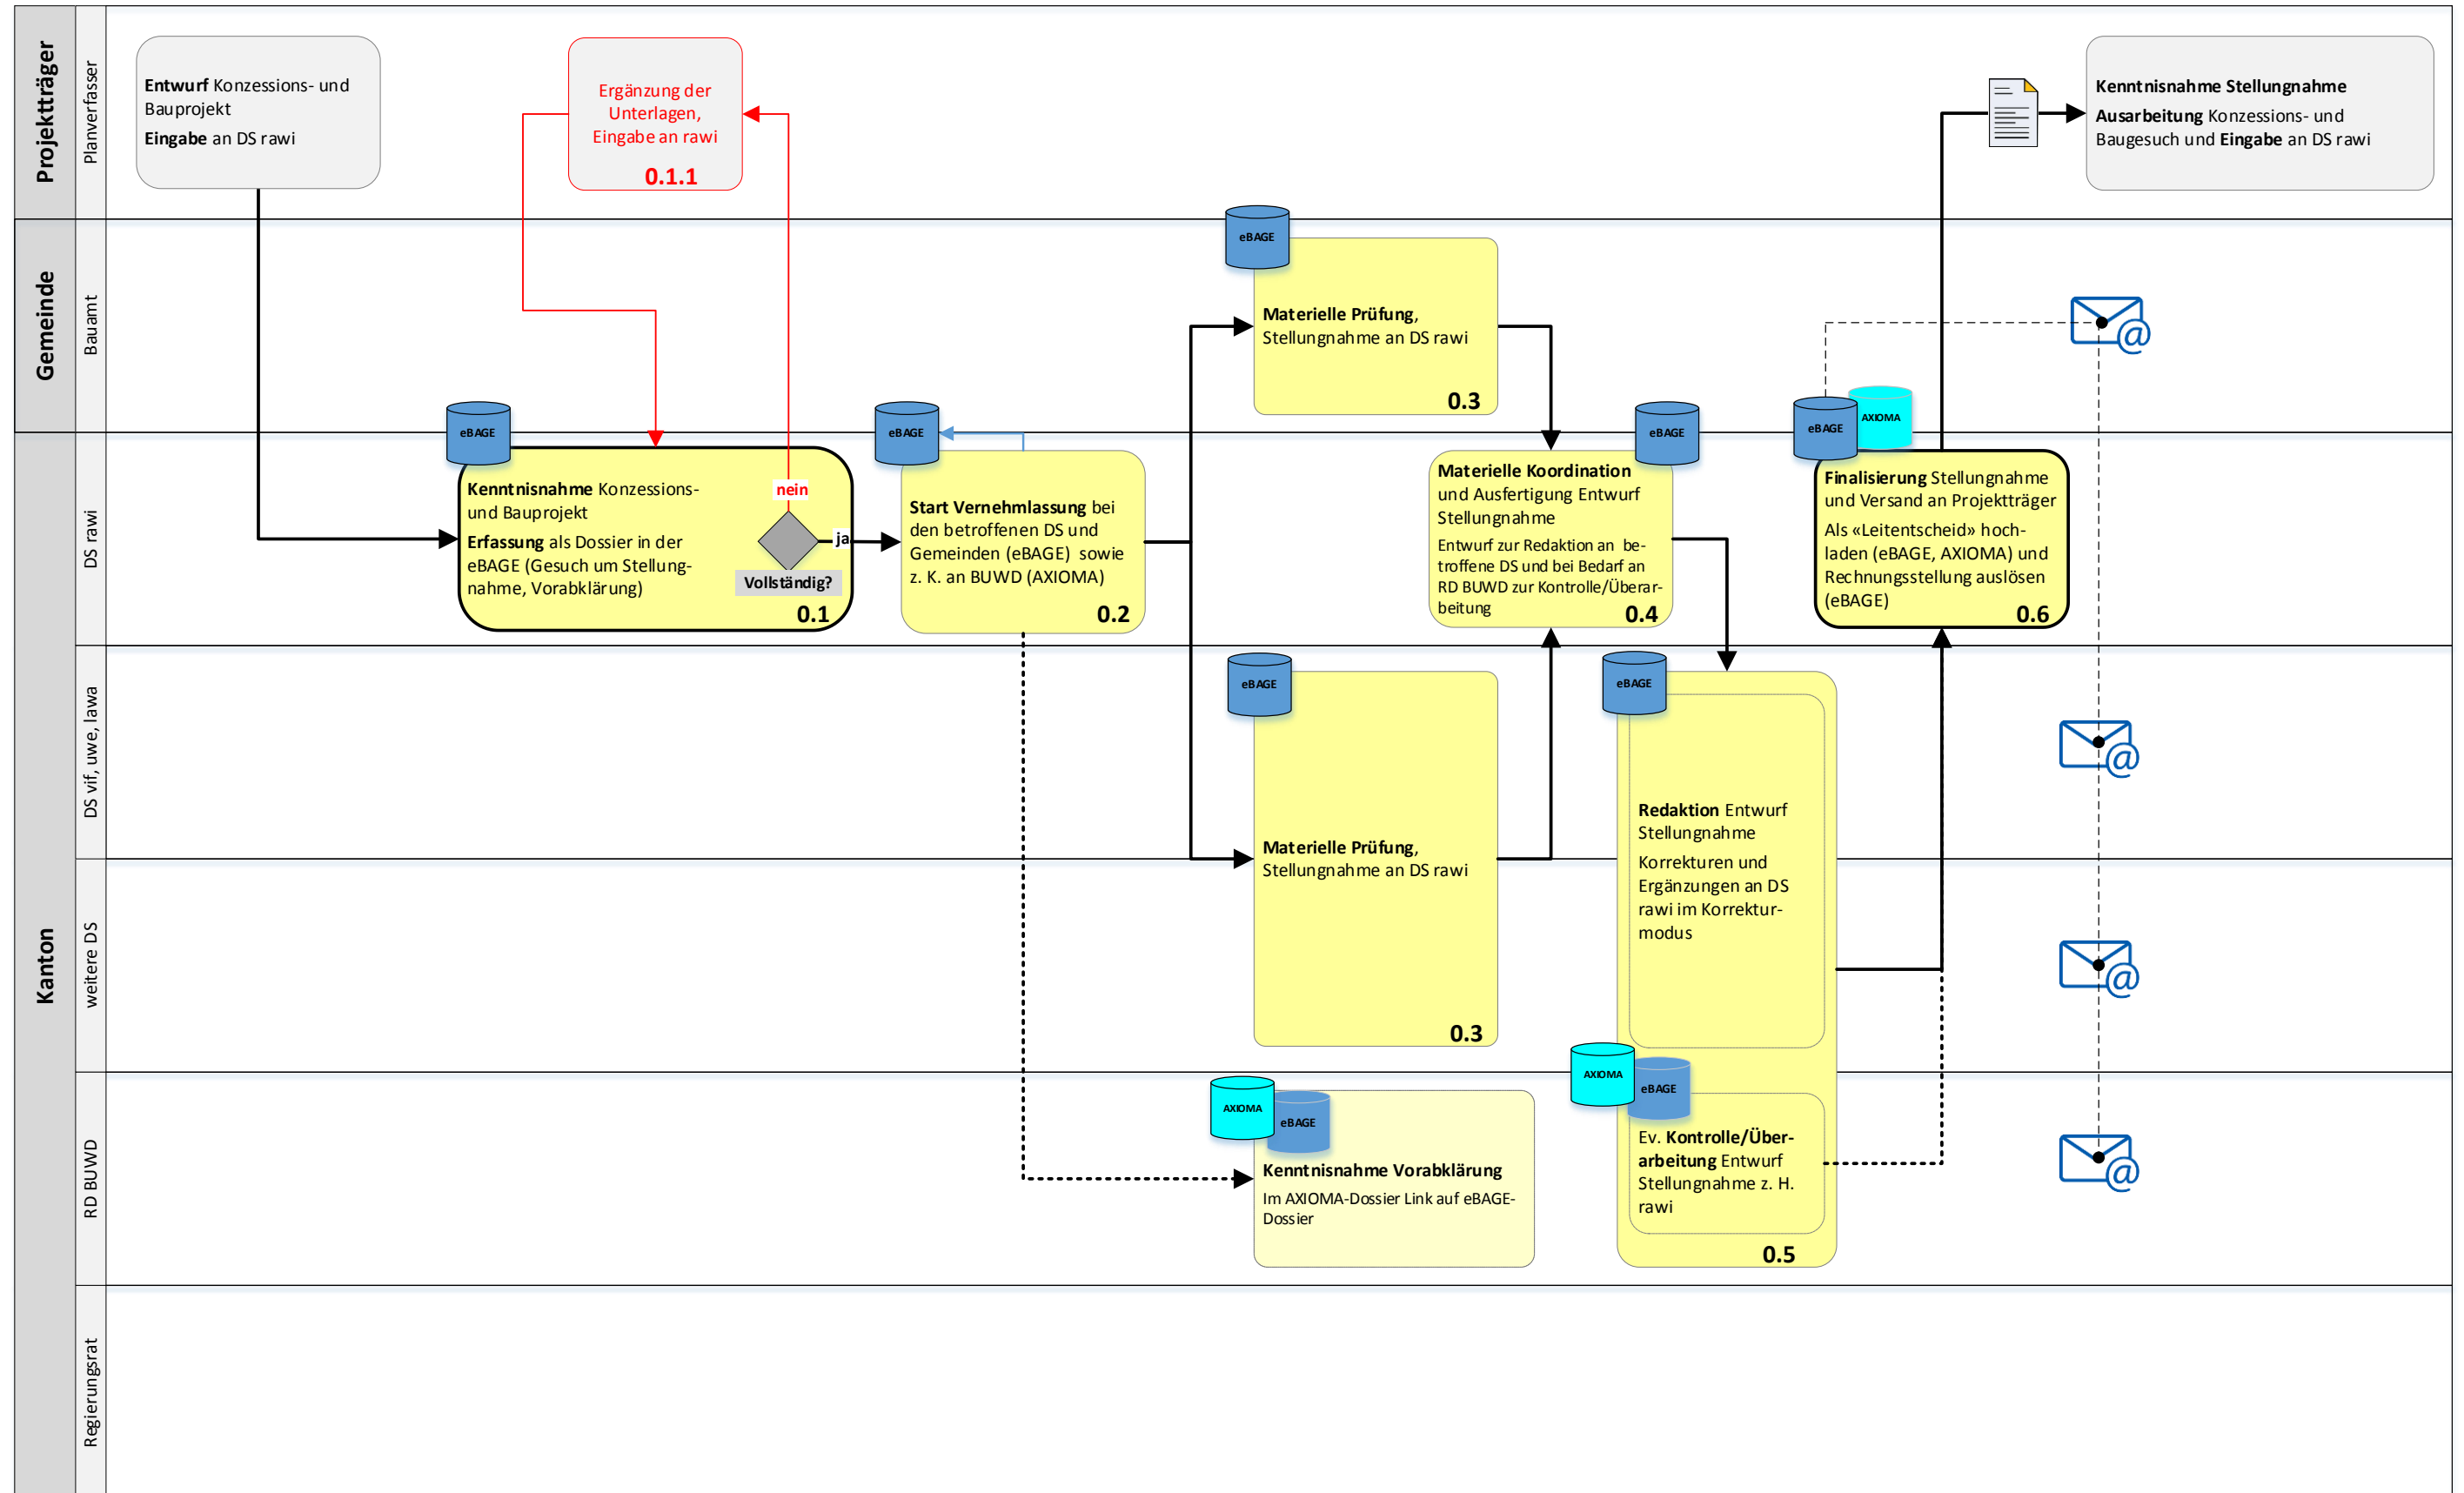 Projektträger
Planverfasser
Entwurf Konzessions- und
Bauprojekt
Eingabe an DS rawi
Ergänzung der
Unterlagen,
Eingabe an rawi
0.1.1
Kenntnisnahme Stellungnahme
Ausarbeitung Konzessions- und
Baugesuch und Eingabe an DS rawi
Gemeinde
Bauamt
eBAGE
Materielle Prüfung,
Stellungnahme an DS rawi
0.3
@
Kanton
DS rawi
eBAGE
Kenntnisnahme Konzessions-
und Bauprojekt
Erfassung als Dossier in der
eBAGE (Gesuch um Stellung-
nahme, Vorabklärung)
nein
ja
Vollständig?
0.1
eBAGE
Start Vernehmlassung bei
den betroffenen DS und
Gemeinden (eBAGE) sowie
z. K. an BUWD (AXIOMA)
0.2
eBAGE
Materielle Koordination
und Ausfertigung Entwurf
Stellungnahme
Entwurf zur Redaktion an be-
troffene DS und bei Bedarf an
RD BUWD zur Kontrolle/Überar-
beitung
0.4
eBAGE
AXIOMA
Finalisierung Stellungnahme
und Versand an Projektträger
Als «Leitentscheid» hoch-
laden (eBAGE, AXIOMA) und
Rechnungsstellung auslösen
(eBAGE)
0.6
DS vif, uwe, lawa
weitere DS
eBAGE
Materielle Prüfung,
Stellungnahme an DS rawi
0.3
eBAGE
Redaktion Entwurf
Stellungnahme
Korrekturen und
Ergänzungen an DS
rawi im Korrektur-
modus
@
@
RD BUWD
AXIOMA
eBAGE
Kenntnisnahme Vorabklärung
Im AXIOMA-Dossier Link auf eBAGE-
Dossier
AXIOMA
eBAGE
Ev. Kontrolle/Über-
arbeitung Entwurf
Stellungnahme z. H.
rawi
0.5
@
Regierungsrat